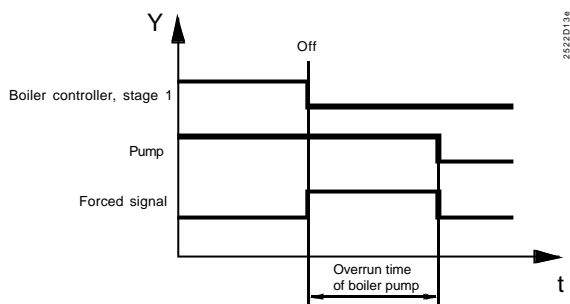 Y
2522D13e
Off
Boiler controller, stage 1
Pump
Forced signal
Overrun time
of boiler pump
t